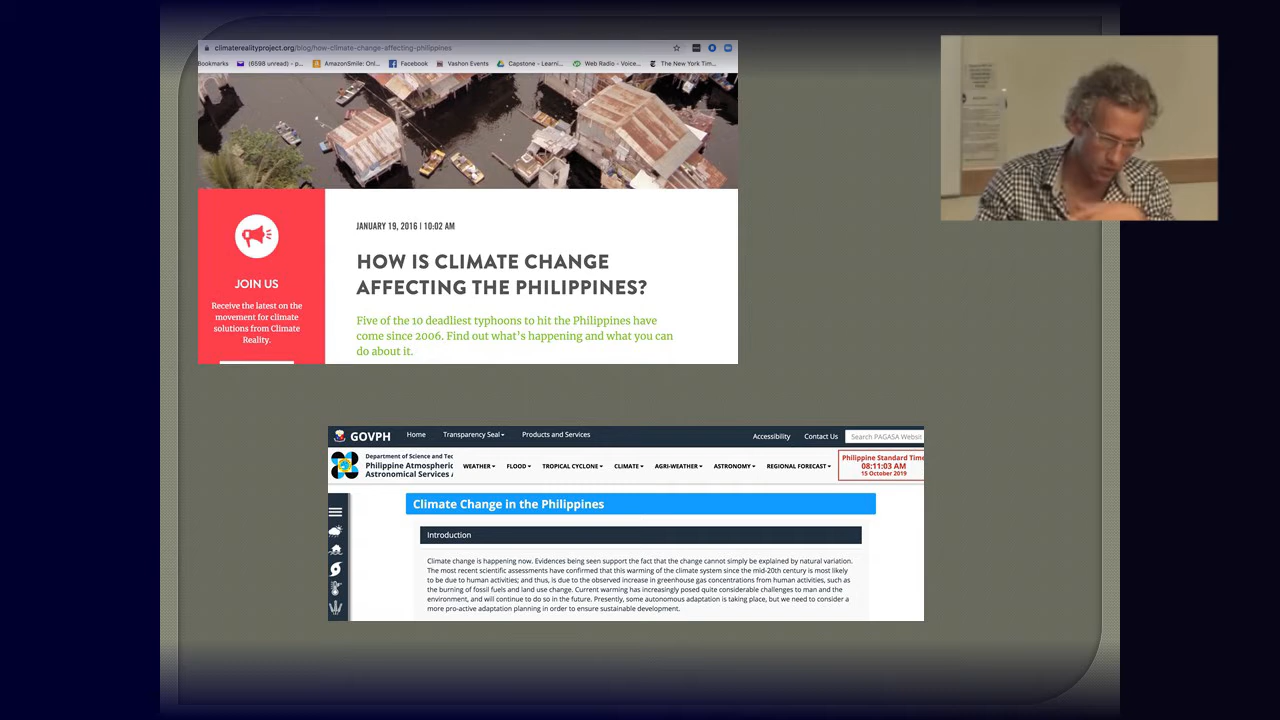 climaterealityproject.org/blog/how-climate-change-affecting-philippines
Bookmarks (6598 unread) - p... AmazonSmile: Onl... Facebook Vashon Events Capstone - Learni... Web Radio - Voice... The New York Tim...
JANUARY 19, 2016 | 10:02 AM
HOW IS CLIMATE CHANGE
AFFECTING THE PHILIPPINES?
Five of the 10 deadliest typhoons to hit the Philippines have
come since 2006. Find out what's happening and what you can
do about it.
JOIN US
Receive the latest on the
movement for climate
solutions from Climate
Reality.
GOVPH Home Transparency Seal Products and Services Accessibility Contact Us Search PAGASA Websit
Department of Science and Tec
Philippine Atmospheric
Astronomical Services
WEATHER FLOOD TROPICAL CYCLONE CLIMATE AGRI-WEATHER ASTRONOMY REGIONAL FORECAST
Philippine Standard Time
08:11:03 AM
15 October 2019
Climate Change in the Philippines
Introduction
Climate change is happening now. Evidences being seen support the fact that the change cannot simply be explained by natural variation.
The most recent scientific assessments have confirmed that this warming of the climate system since the mid-20th century is most likely
to be due to human activities; and thus, is due to the observed increase in greenhouse gas concentrations from human activities, such as
the burning of fossil fuels and land use change. Current warming has increasingly posed quite considerable challenges to man and the
environment, and will continue to do so in the future. Presently, some autonomous adaptation is taking place, but we need to consider a
more pro-active adaptation planning in order to ensure sustainable development.